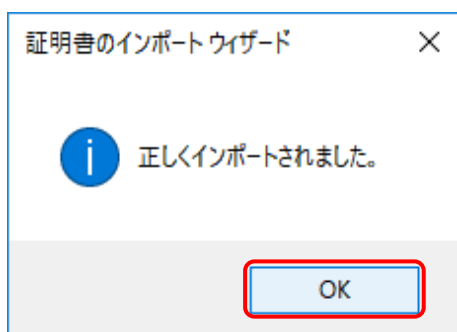 証明書のインポート ウィザード
正しくインポートされました。
OK